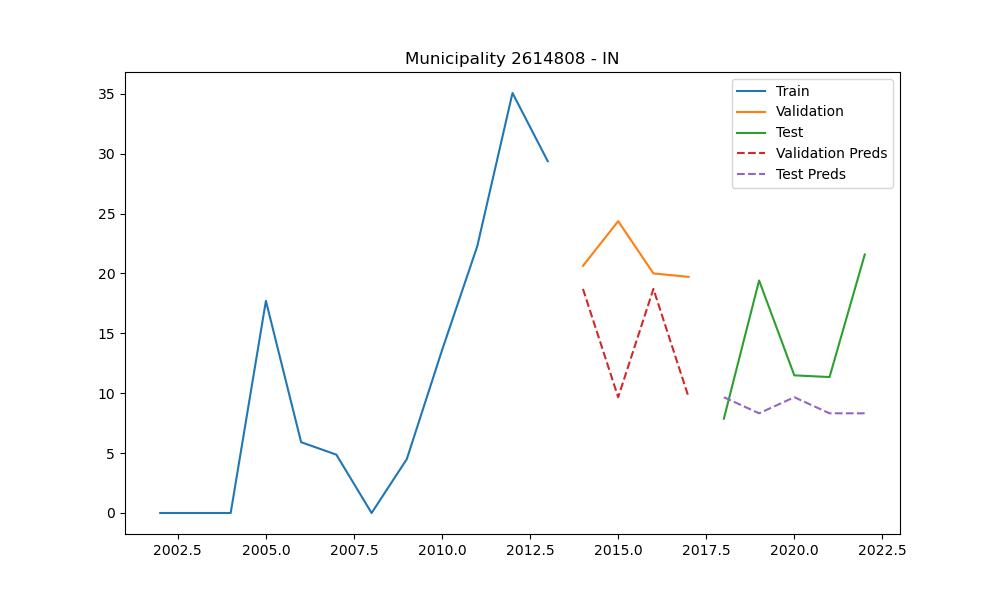 Municipality 2614808 - IN
35
30
25
20
15
10
5
0
2002.5 2005.0 2007.5 2010.0 2012.5 2015.0 2017.5 2020.0 2022.5
Train
Validation
Test
Validation Preds
Test Preds